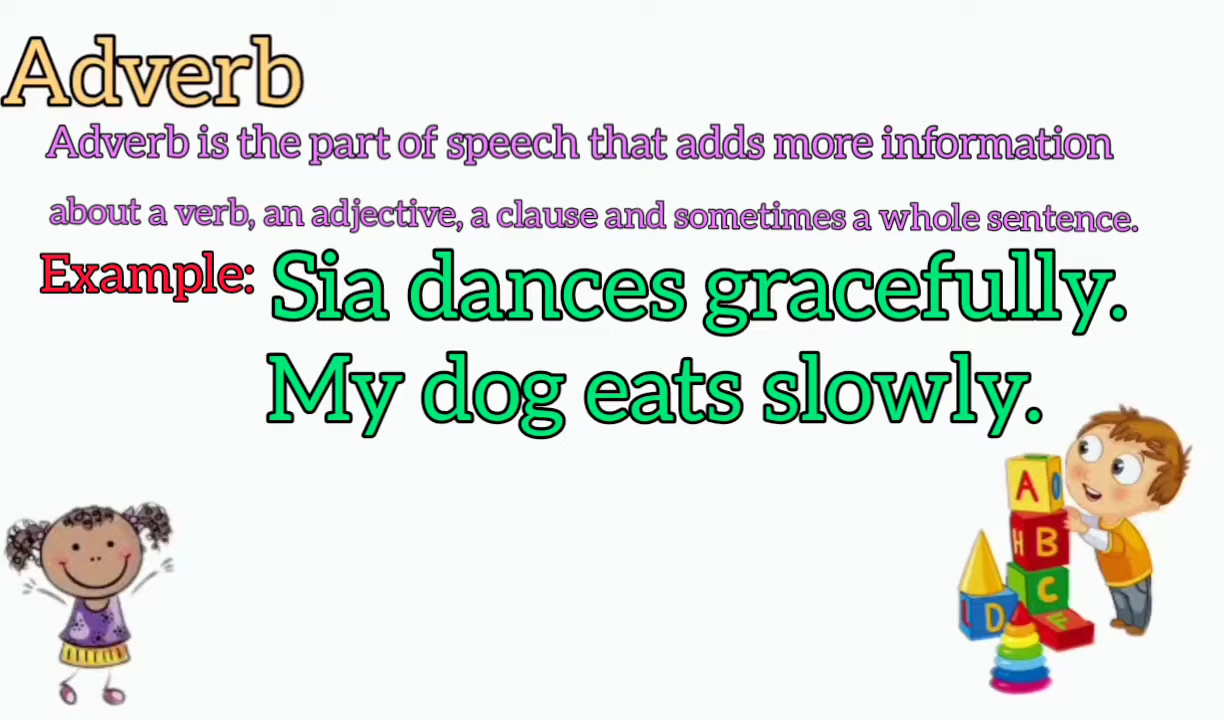 Adverb
Adverb is the part of speech that adds more information
about a verb, an adjective, a clause and sometimes a whole sentence.
Example: Sia dances gracefully.
My dog eats slowly.
A
H B
C
L D F